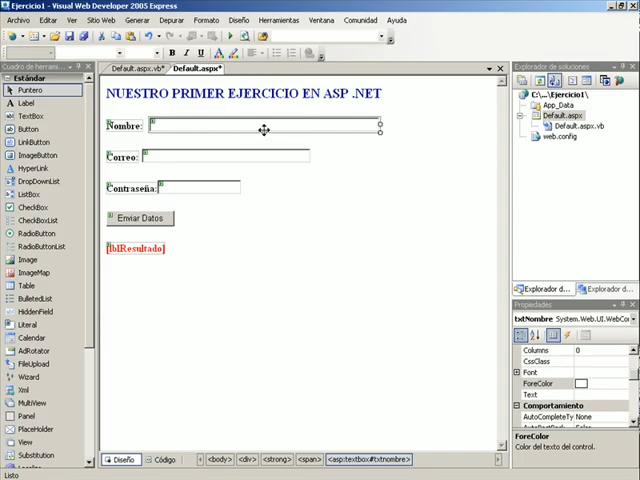 Ejercicio1 - Visual Web Developer 2005 Express
Archivo Editar Ver Sitio Web Generar Depurar Formato Diseño Herramientas Ventana Comunidad Ayuda
Cuadro de herrami...
Estándar
Puntero
Label
TextBox
Button
LinkButton
ImageButton
HyperLink
DropDownList
ListBox
CheckBox
CheckBoxList
RadioButton
RadioButtonList
Image
ImageMap
Table
BulletedList
HiddenField
Literal
Calendar
AdRotator
FileUpload
Wizard
Xml
MultiView
Panel
PlaceHolder
View
Substitution
Default.aspx.vb* Default.aspx*
NUESTRO PRIMER EJERCICIO EN ASP .NET
Nombre:
Correo:
Contraseña:
Enviar Datos
[lblResultado]
Diseño Código <body> <div> <strong> <span> <asp:textbox#txtnombre>
Explorador de soluciones
C:\...\Ejercicio1\
App_Data
Default.aspx
Default.aspx.vb
web.config
Explorador d... Explorador d...
Propiedades
txtNombre System.Web.UI.WebCo
Columns 0
CssClass
Font
ForeColor
Text
Comportamiento
AutoCompleteTy None
ForeColor
Color del texto del control.
Listo